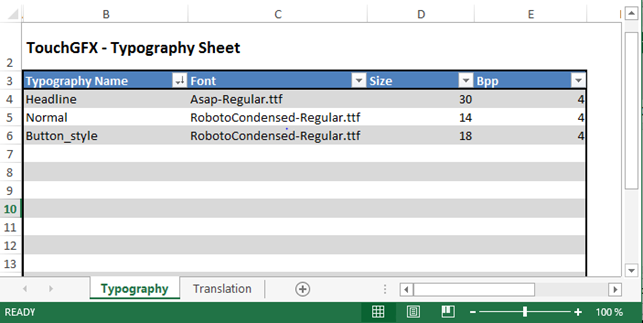 B C D E
2 TouchGFX - Typography Sheet
3 Typography Name Font Size Bpp
4 Headline Asap-Regular.ttf 30 4
5 Normal RobotoCondensed-Regular.ttf 14 4
6 Button_style RobotoCondensed-Regular.ttf 18 4
7
8
9
10
11
12
13
Typography Translation
READY 100 %